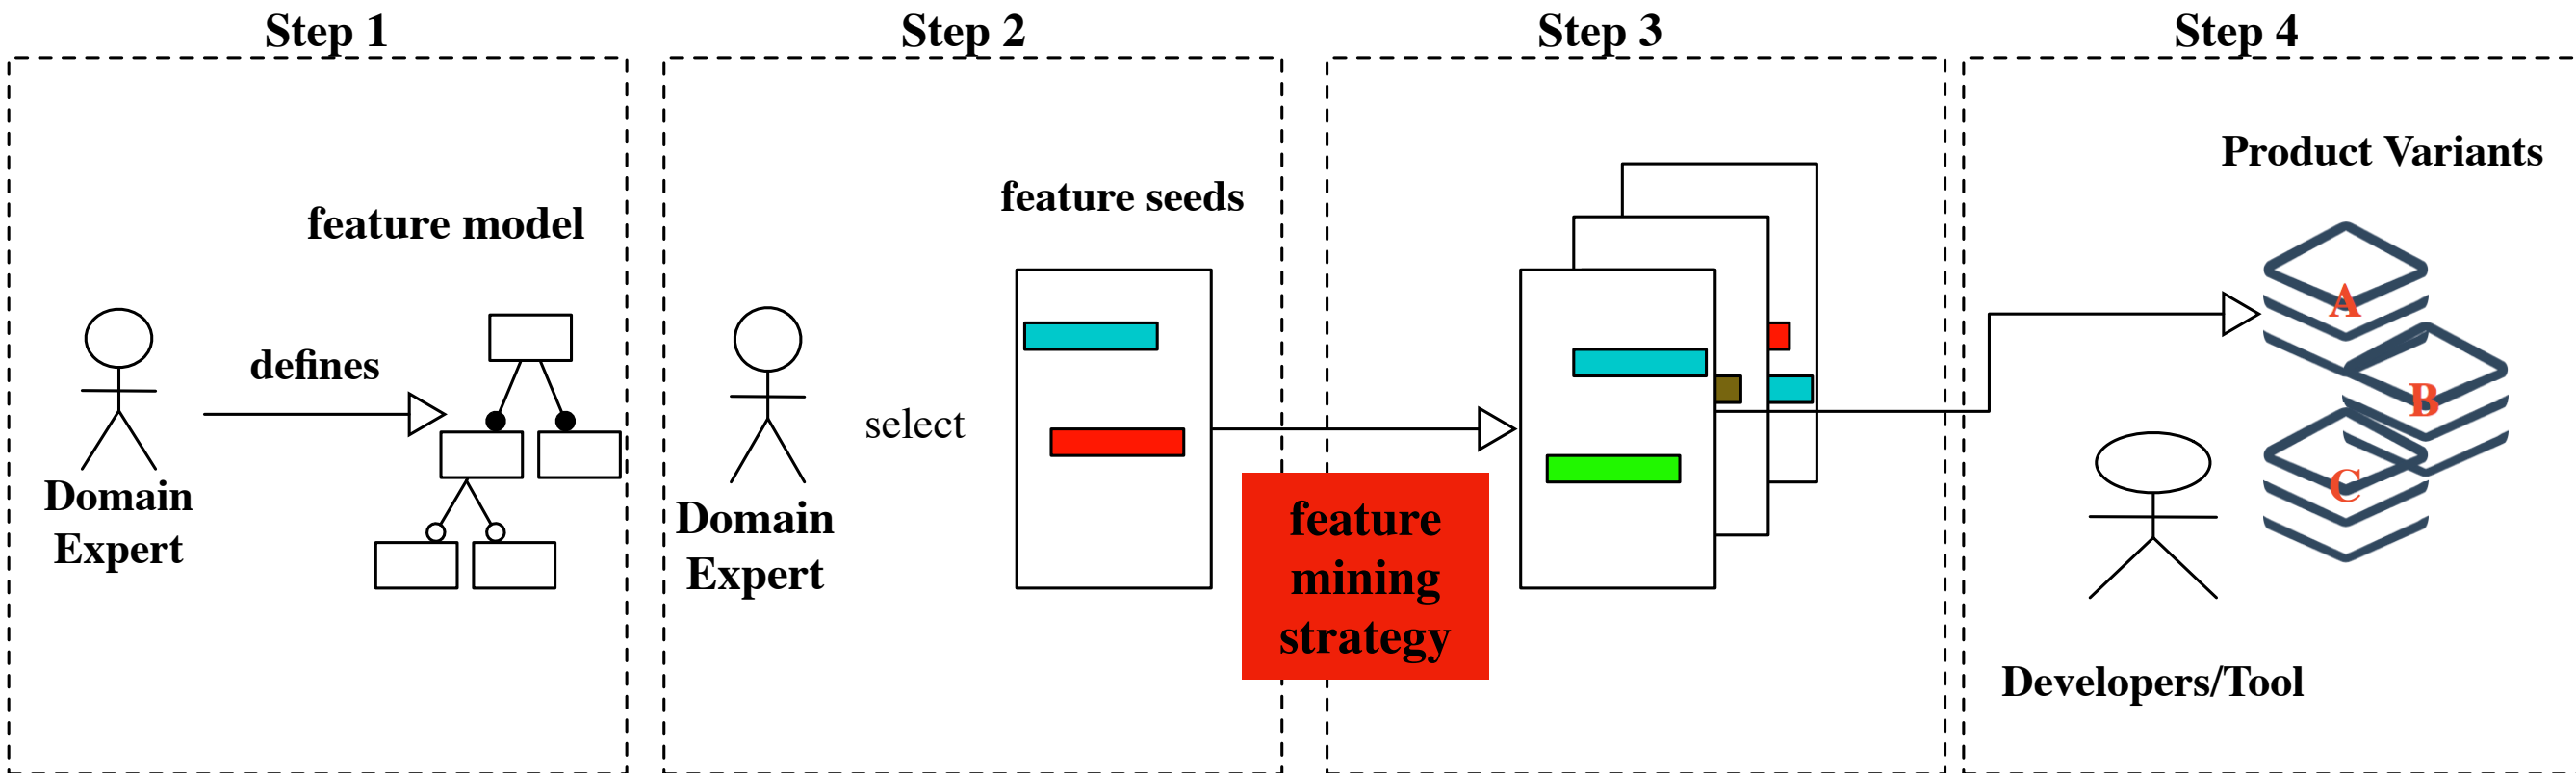 Step 1
feature model
defines
Domain
Expert
Step 2
feature seeds
select
Domain
Expert
feature
mining
strategy
Step 3
Step 4
Product Variants
A
B
C
Developers/Tool